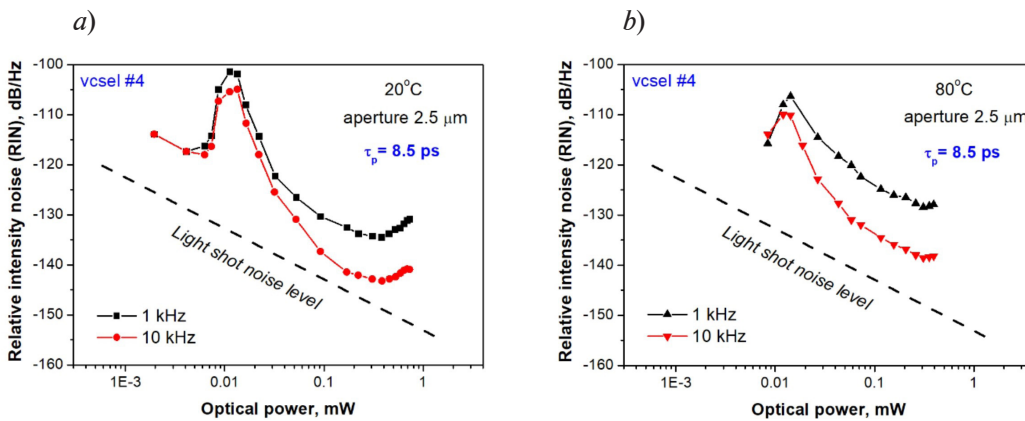 a)
Relative intensity noise (RIN), dB/Hz
-100
-110
-120
-130
-140
-150
-160
vcsel #4
20°C
aperture 2.5 μm
τp= 8.5 ps
Light shot noise level
1 kHz
10 kHz
1E-3
0.01
0.1
1
Optical power, mW
b)
Relative intensity noise (RIN), dB/Hz
-100
-110
-120
-130
-140
-150
-160
vcsel #4
80°C
aperture 2.5 μm
τp= 8.5 ps
Light shot noise level
1 kHz
10 kHz
1E-3
0.01
0.1
1
Optical power, mW